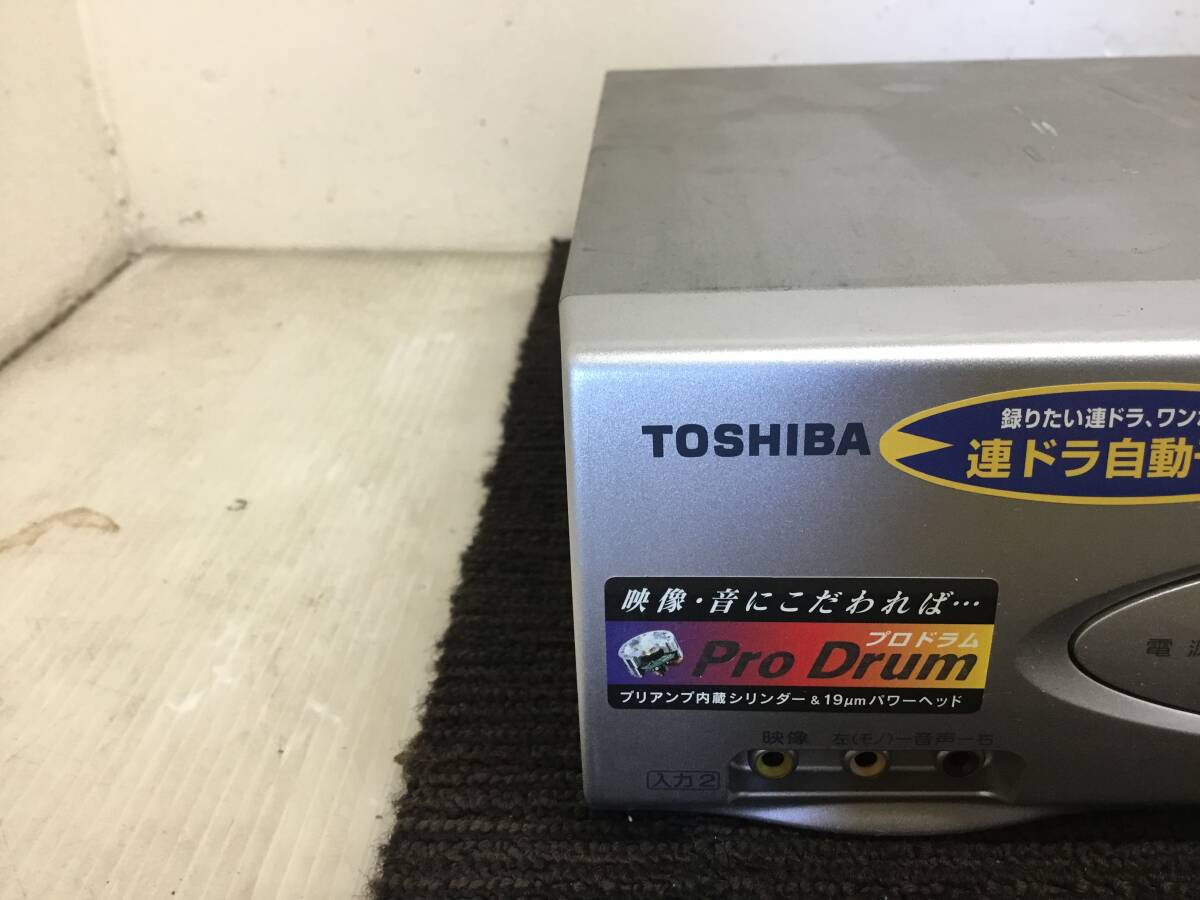 TOSHIBA
録りたい連ドラ、ワン
連ドラ自動
映像・音にこだわれば…
プロドラム
Pro Drum
プリアンプ内蔵シリンダー&19μmパワーヘッド
電源
映像 左(モノ)ー音声ー右
入力2